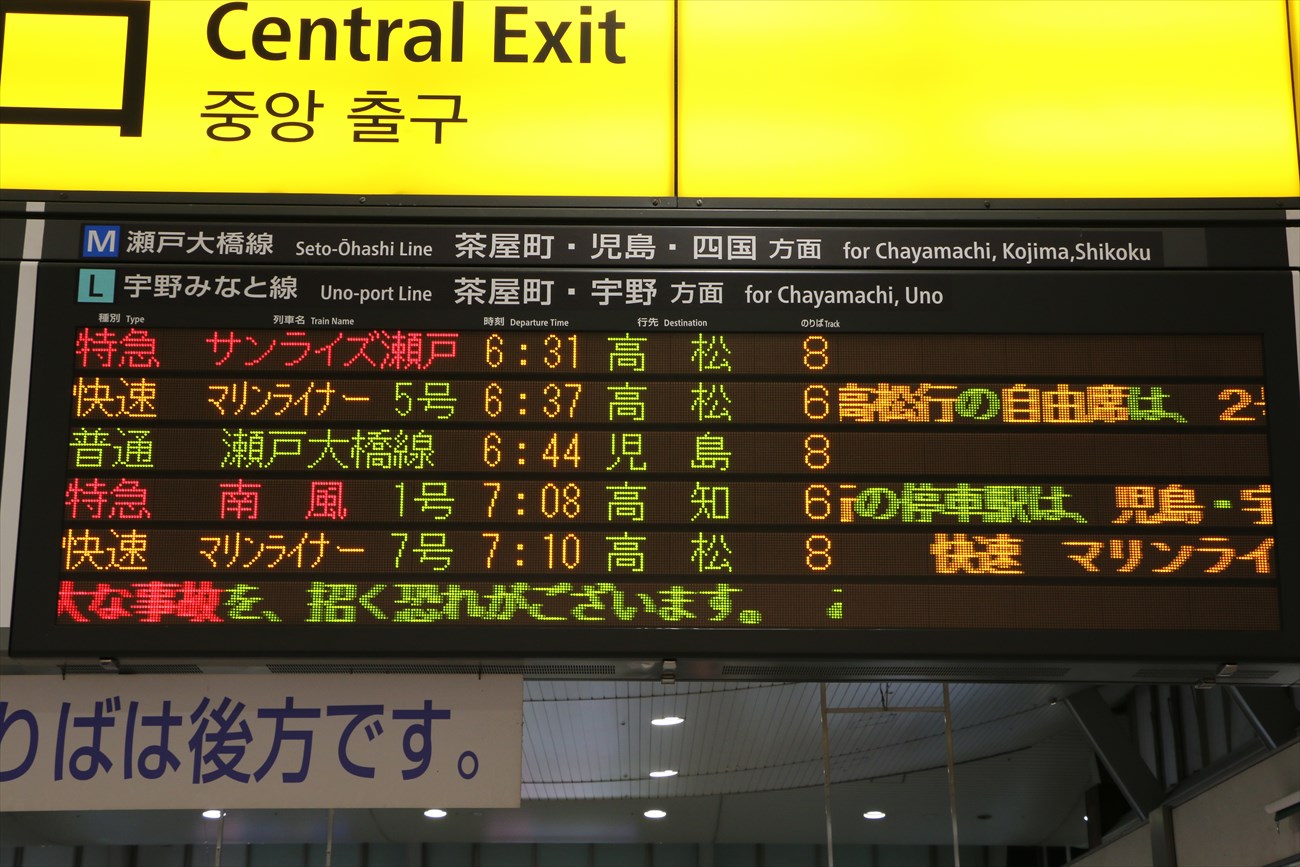 Central Exit
중앙 출구
M 瀬戸大橋線 Seto-Ōhashi Line 茶屋町・児島・四国 方面 for Chayamachi, Kojima,Shikoku
L 宇野みなと線 Uno-port Line 茶屋町・宇野 方面 for Chayamachi, Uno
種別 Type 列車名 Train Name 時刻 Departure Time 行先 Destination のりば Track
特急 サンライズ瀬戸 6:31 高松 8
快速 マリンライナー 5号 6:37 高松 6 高松行の自由席は、 2
普通 瀬戸大橋線 6:44 児島 8
特急 南風 1号 7:08 高知 6 の停車駅は、 児島・
快速 マリンライナー 7号 7:10 高松 8 快速 マリンライ
大な事故を、招く恐れがございます。
りばは後方です。